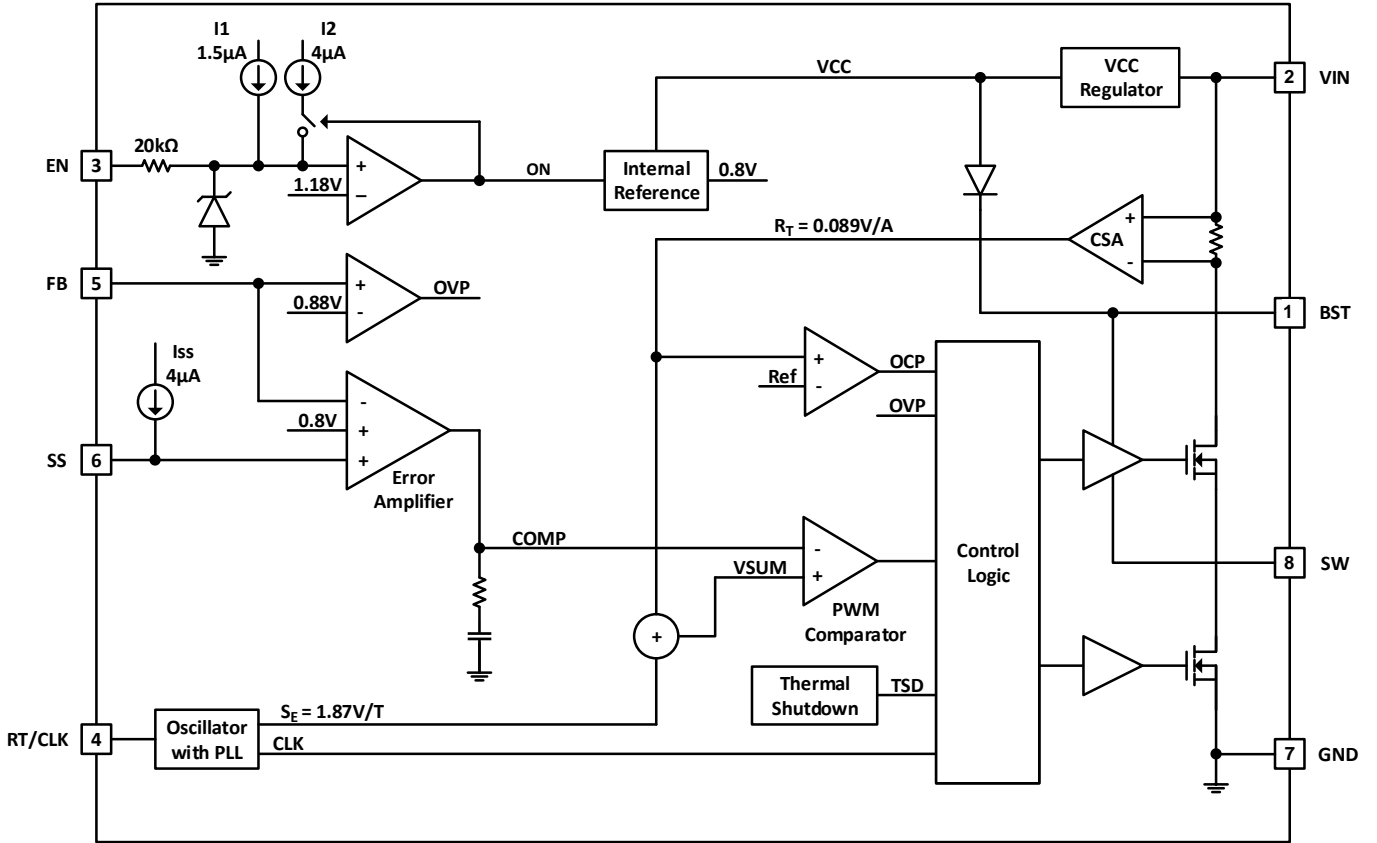 I1
1.5µA
I2
4µA
VCC
VCC
Regulator
2
VIN
20kΩ
EN
3
+
1.18V
–
ON
Internal
Reference
0.8V
R_T = 0.089V/A
CSA
+
-
FB
5
+
0.88V
-
OVP
1
BST
Iss
4µA
+
Ref
-
OCP
OVP
-
0.8V
+
SS
6
+
Error
Amplifier
COMP
-
VSUM
+
PWM
Comparator
Control
Logic
8
SW
+
Thermal
Shutdown
TSD
RT/CLK
4
Oscillator
with PLL
S_E = 1.87V/T
CLK
7
GND